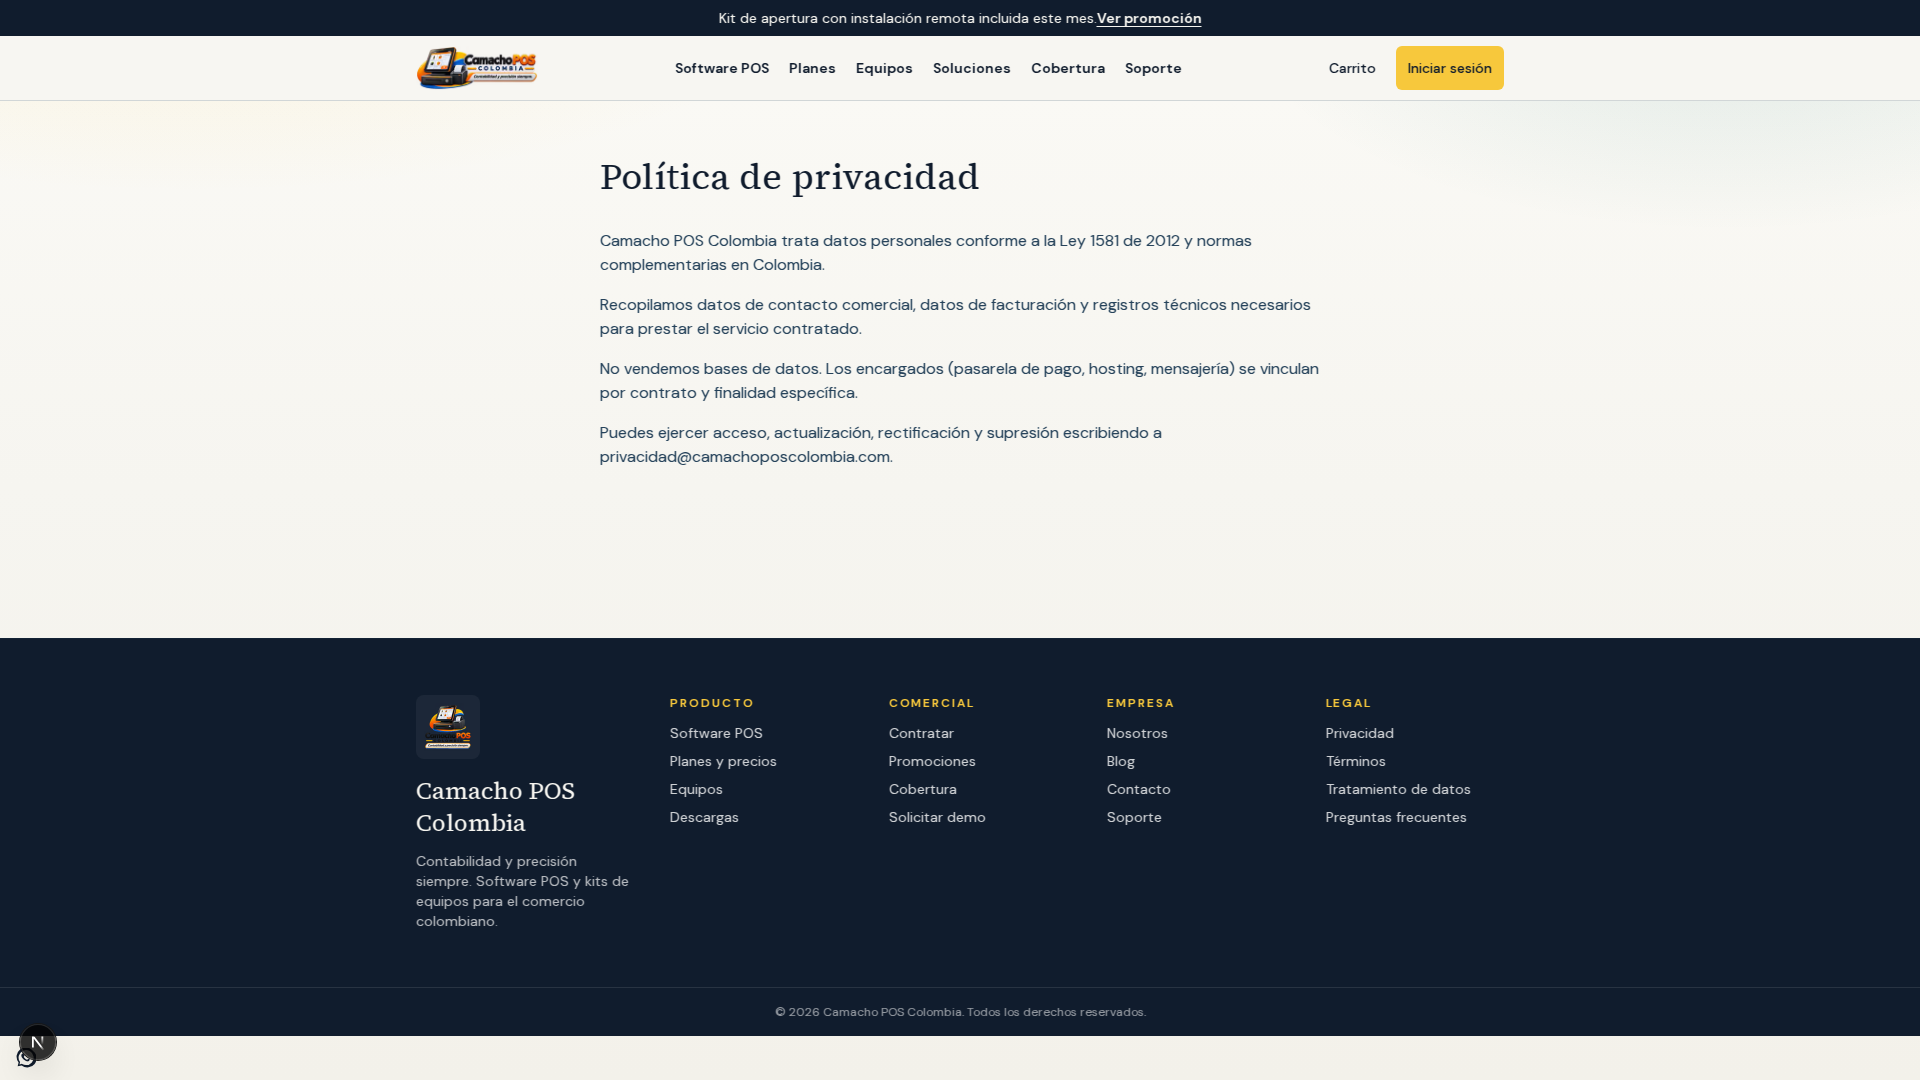 Kit de apertura con instalación remota incluida este mes.Ver promoción
CamachoPOS
COLOMBIA
Contabilidad y precisión siempre.
Software POS
Planes
Equipos
Soluciones
Cobertura
Soporte
Carrito
Iniciar sesión
Política de privacidad
Camacho POS Colombia trata datos personales conforme a la Ley 1581 de 2012 y normas
complementarias en Colombia.
Recopilamos datos de contacto comercial, datos de facturación y registros técnicos necesarios
para prestar el servicio contratado.
No vendemos bases de datos. Los encargados (pasarela de pago, hosting, mensajería) se vinculan
por contrato y finalidad específica.
Puedes ejercer acceso, actualización, rectificación y supresión escribiendo a
privacidad@camachoposcolombia.com.
Camacho POS
Colombia
Contabilidad y precisión
siempre. Software POS y kits de
equipos para el comercio
colombiano.
PRODUCTO
Software POS
Planes y precios
Equipos
Descargas
COMERCIAL
Contratar
Promociones
Cobertura
Solicitar demo
EMPRESA
Nosotros
Blog
Contacto
Soporte
LEGAL
Privacidad
Términos
Tratamiento de datos
Preguntas frecuentes
© 2026 Camacho POS Colombia. Todos los derechos reservados.
N